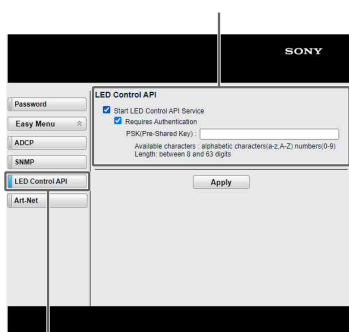 SONY
Password
Easy Menu
ADCP
SNMP
LED Control API
Art-Net
LED Control API
Start LED Control API Service
Requires Authentication
PSK(Pre-Shared Key) :
Available characters : alphabetic characters(a-z,A-Z) numbers(0-9)
Length: between 8 and 63 digits
Apply